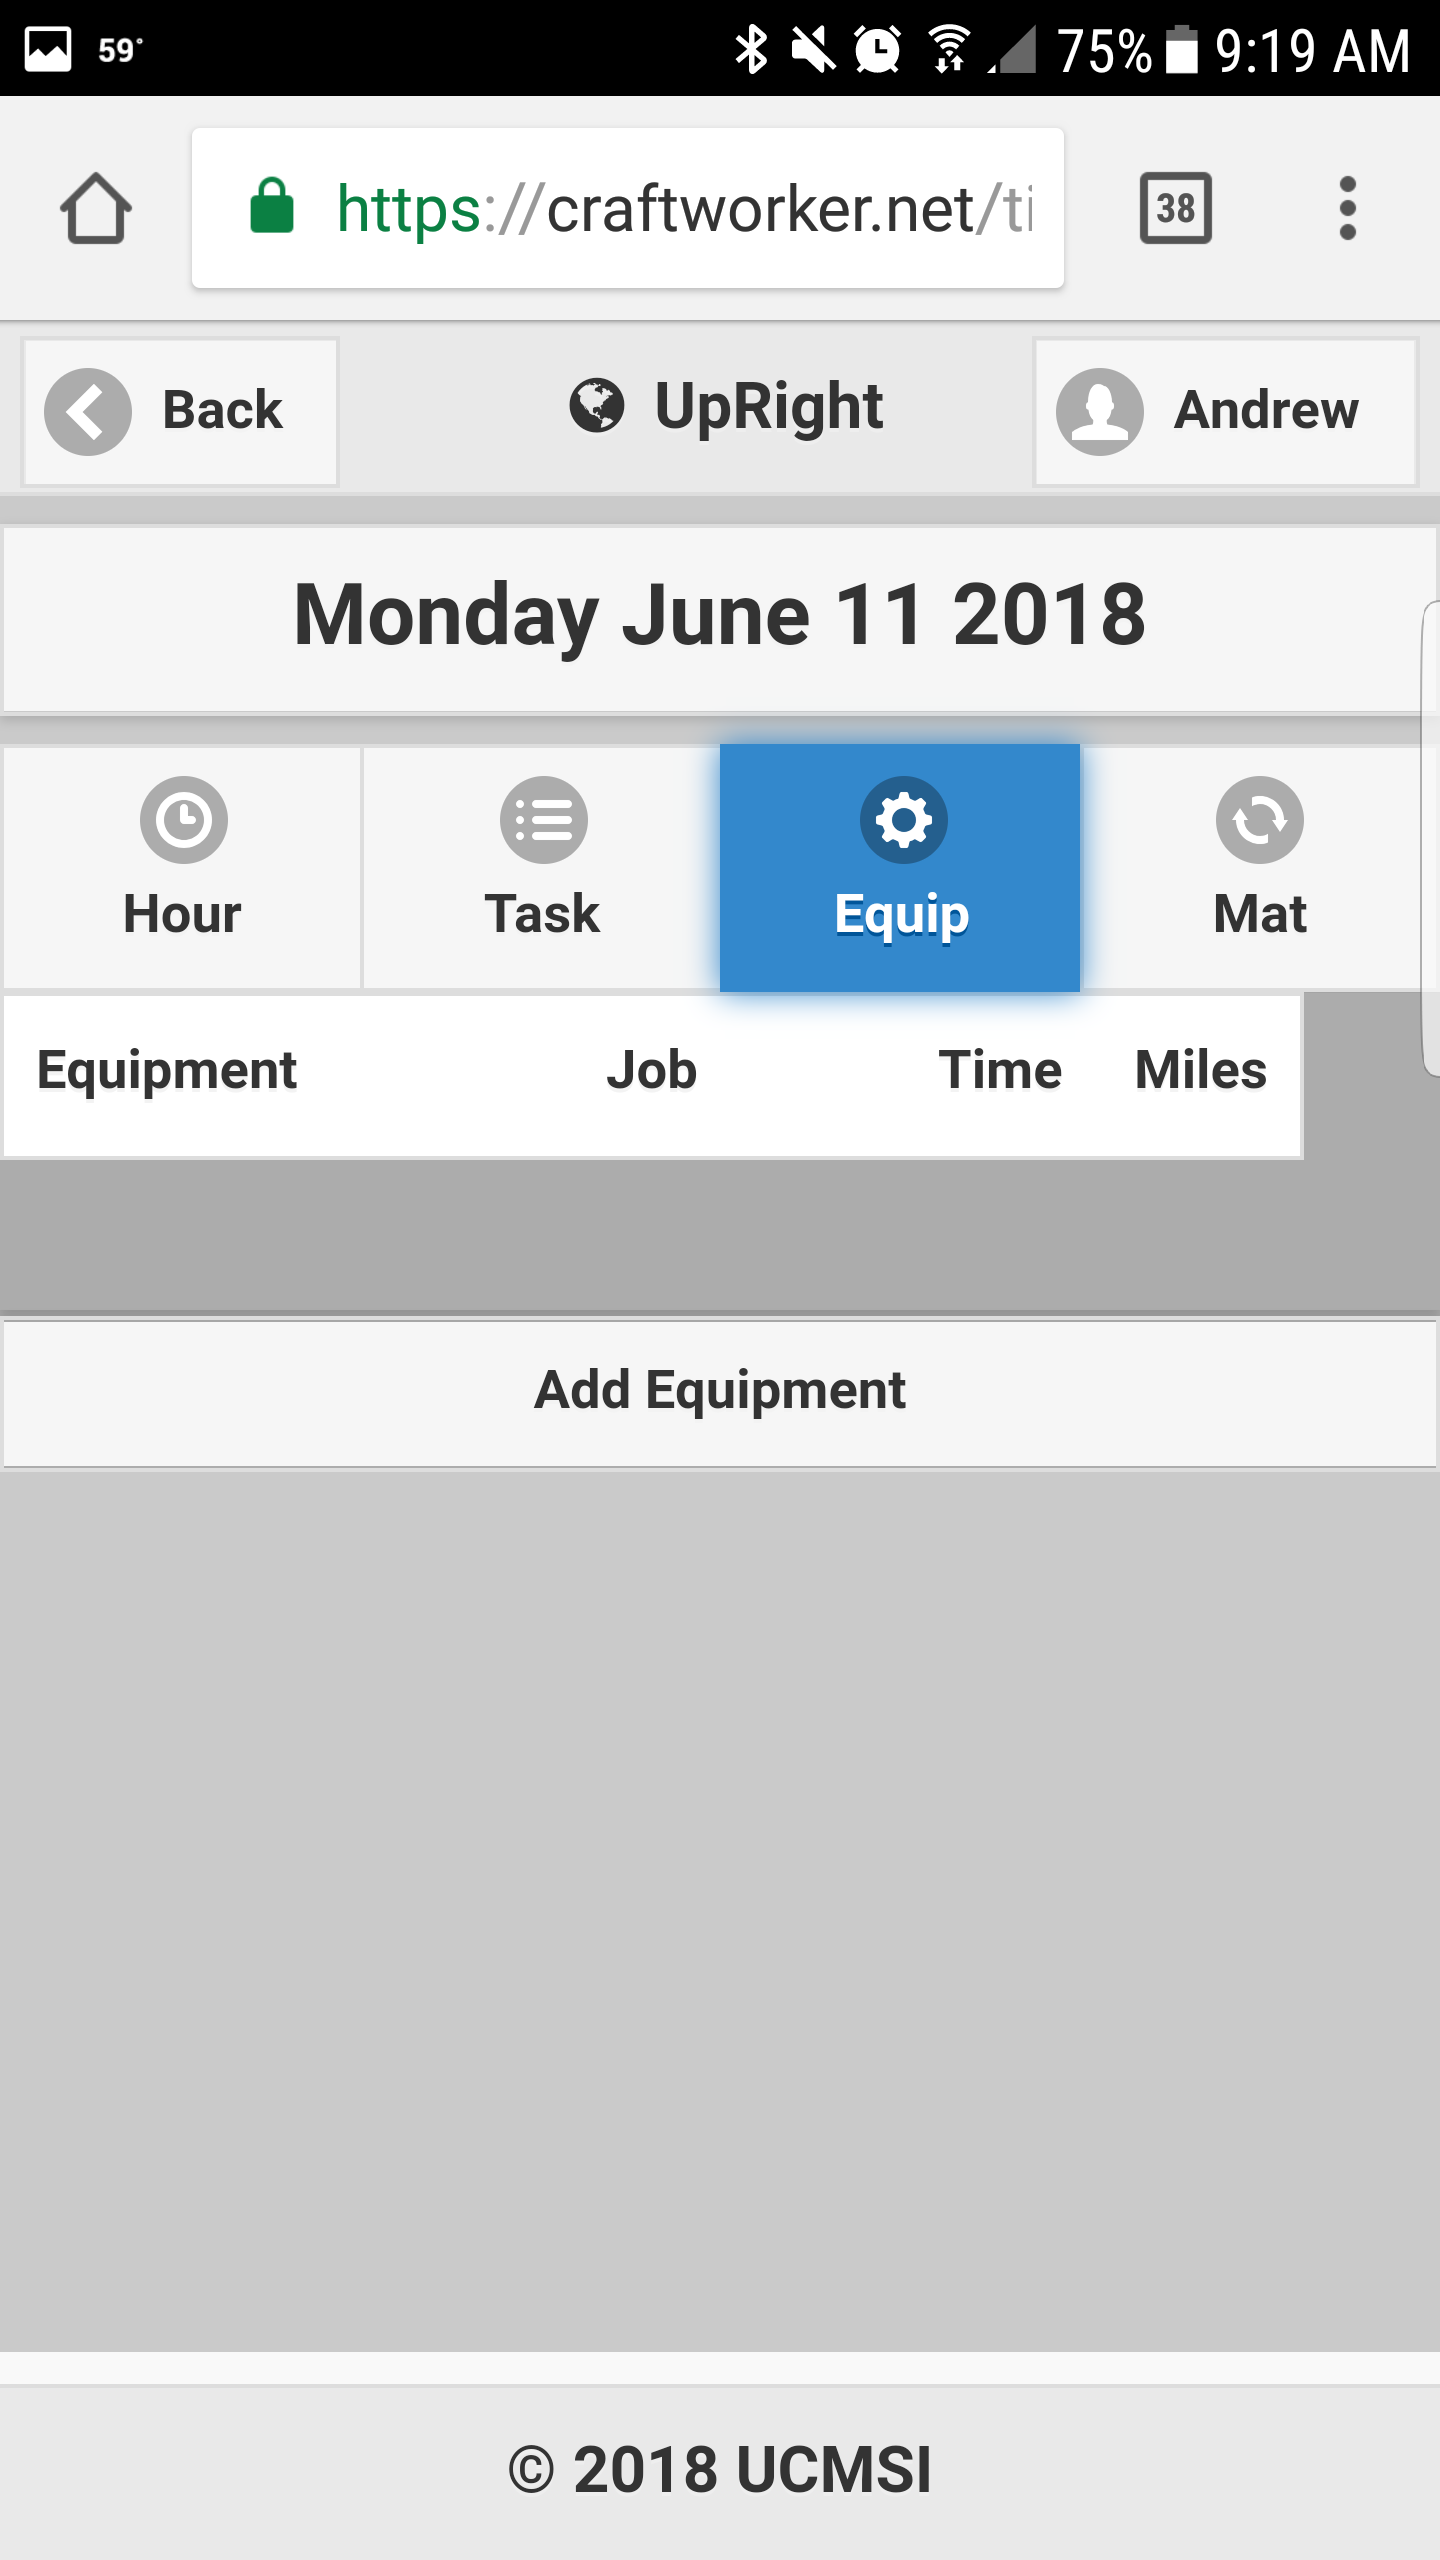 59° 75% 9:19 AM
https://craftworker.net/ti 38
Back UpRight Andrew
Monday June 11 2018
Hour Task Equip Mat
Equipment Job Time Miles
Add Equipment
© 2018 UCMSI